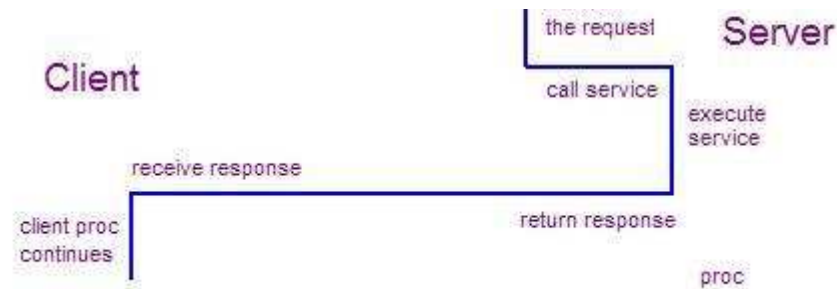 the request
Server
Client
call service
execute
service
receive response
client proc
continues
return response
proc